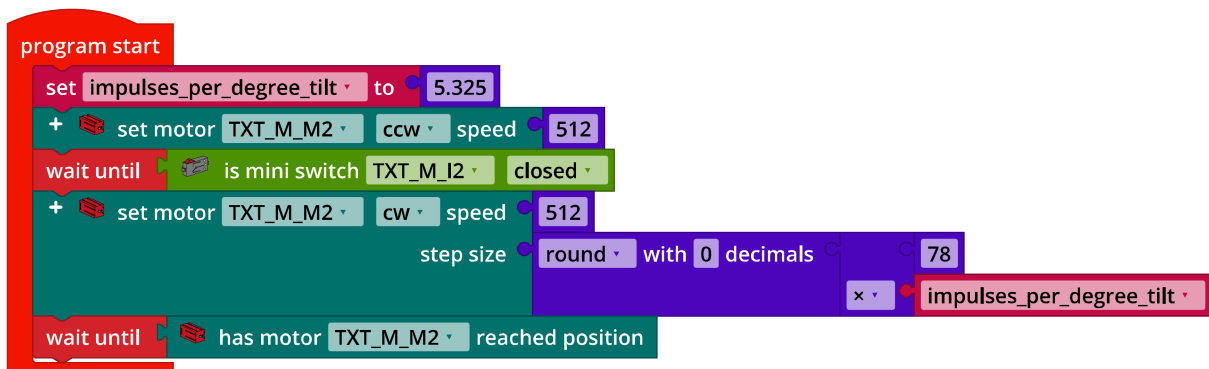 program start
set impulses_per_degree_tilt to 5.325
+ set motor TXT_M_M2 ccw speed 512
wait until is mini switch TXT_M_I2 closed
+ set motor TXT_M_M2 cw speed 512
step size round with 0 decimals 78
× impulses_per_degree_tilt
wait until has motor TXT_M_M2 reached position